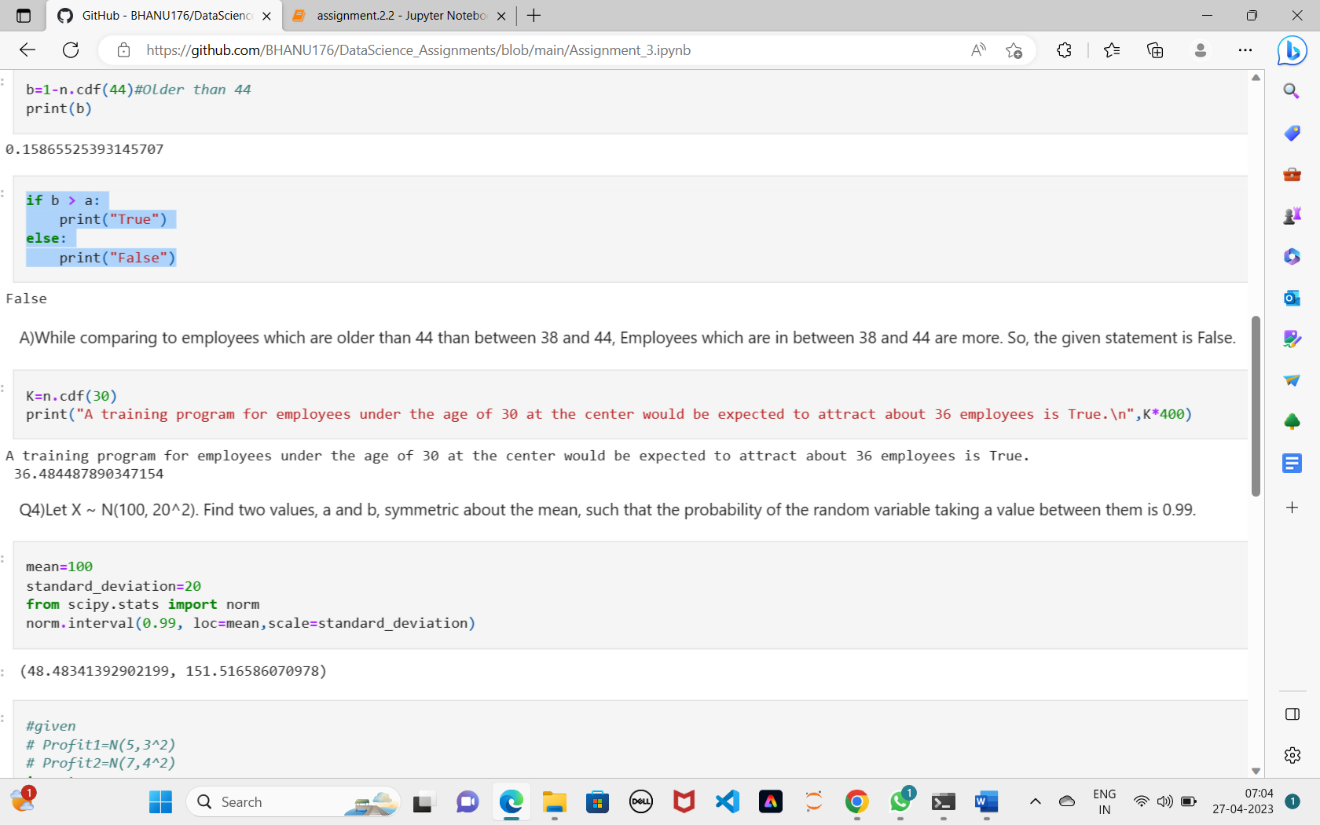 GitHub - BHANU176/DataScienc
assignment.2.2 - Jupyter Notebo
https://github.com/BHANU176/DataScience_Assignments/blob/main/Assignment_3.ipynb
b=1-n.cdf(44)#Older than 44
print(b)
0.15865525393145707
if b > a:
    print("True")
else:
    print("False")
False
A)While comparing to employees which are older than 44 than between 38 and 44, Employees which are in between 38 and 44 are more. So, the given statement is False.
K=n.cdf(30)
print("A training program for employees under the age of 30 at the center would be expected to attract about 36 employees is True.\n",K*400)
A training program for employees under the age of 30 at the center would be expected to attract about 36 employees is True.
 36.484487890347154
Q4)Let X ~ N(100, 20^2). Find two values, a and b, symmetric about the mean, such that the probability of the random variable taking a value between them is 0.99.
mean=100
standard_deviation=20
from scipy.stats import norm
norm.interval(0.99, loc=mean,scale=standard_deviation)
(48.48341392902199, 151.516586070978)
#given
# Profit1=N(5,3^2)
# Profit2=N(7,4^2)
1
Search
DELL
1
ENG
IN
07:04
27-04-2023
1